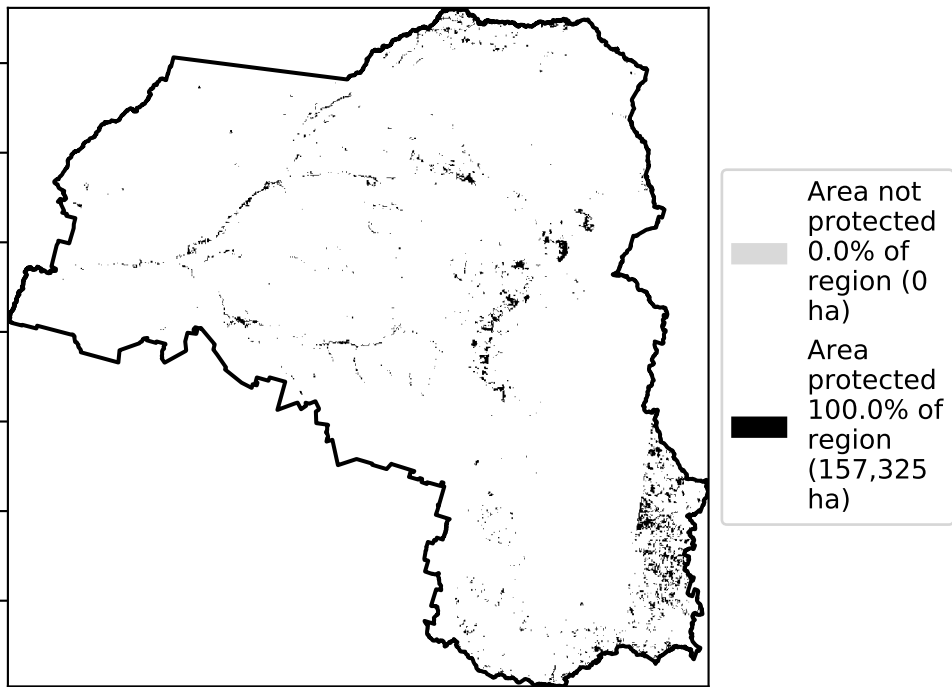 Area not
protected
0.0% of
region (0
ha)
Area
protected
100.0% of
region
(157,325
ha)